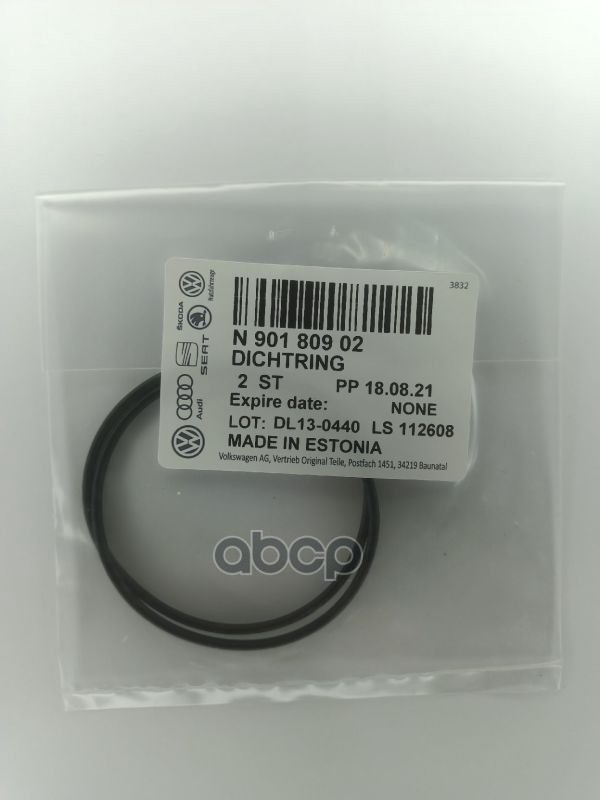 3832
Nutzfahrzeuge
ŠKODA
SEAT
Audi
N 901 809 02
DICHTRING
2 ST PP 18.08.21
Expire date: NONE
LOT: DL13-0440 LS 112608
MADE IN ESTONIA
Volkswagen AG, Vertrieb Original Teile, Postfach 1451, 34219 Baunatal
abcp